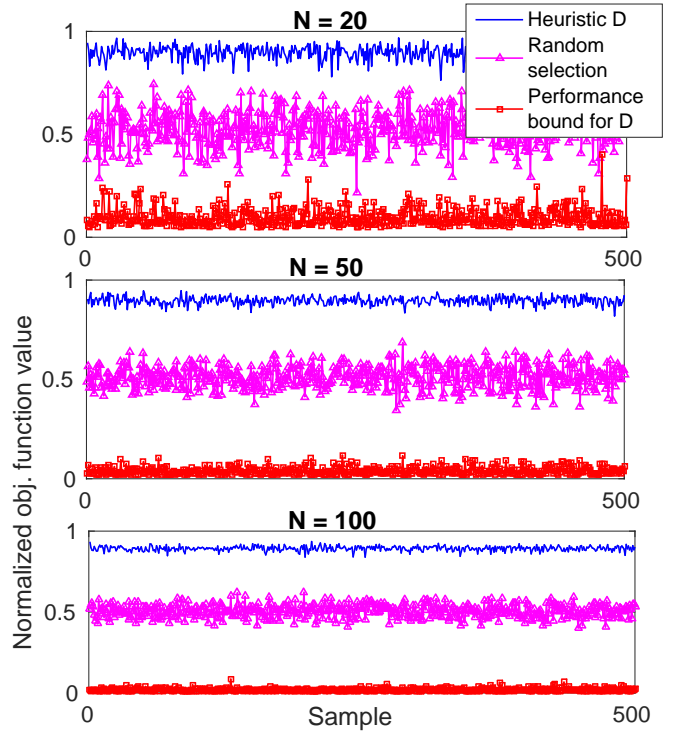 N = 20
Heuristic D
Random
selection
Performance
bound for D
1
0.5
0
0
500
N = 50
1
0.5
0
0
500
N = 100
1
0.5
0
0
500
Sample
Normalized obj. function value